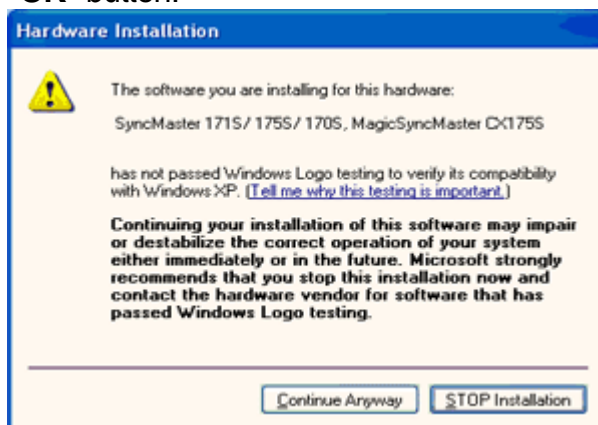 "OK" button.
Hardware Installation
The software you are installing for this hardware:
SyncMaster 171S/ 175S/ 170S, MagicSyncMaster CX175S
has not passed Windows Logo testing to verify its compatibility
with Windows XP. (Tell me why this testing is important.)
Continuing your installation of this software may impair
or destabilize the correct operation of your system
either immediately or in the future. Microsoft strongly
recommends that you stop this installation now and
contact the hardware vendor for software that has
passed Windows Logo testing.
Continue Anyway
STOP Installation